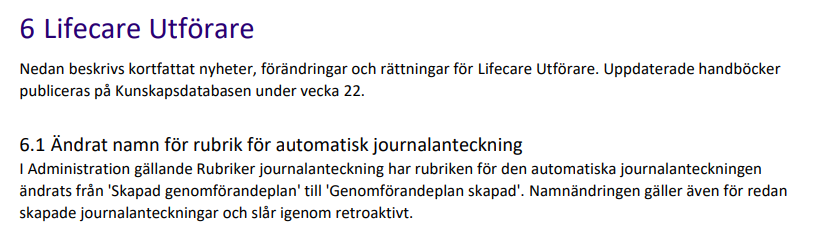 6 Lifecare Utförare
Nedan beskrivs kortfattat nyheter, förändringar och rättningar för Lifecare Utförare. Uppdaterade handböcker
publiceras på Kunskapsdatabasen under vecka 22.
6.1 Ändrat namn för rubrik för automatisk journalanteckning
I Administration gällande Rubriker journalanteckning har rubriken för den automatiska journalanteckningen
ändrats från 'Skapad genomförandeplan' till 'Genomförandeplan skapad'. Namnändringen gäller även för redan
skapade journalanteckningar och slår igenom retroaktivt.